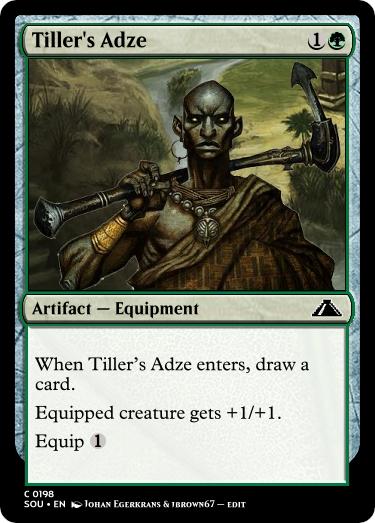 Tiller's Adze 1
Artifact — Equipment
When Tiller's Adze enters, draw a
card.
Equipped creature gets +1/+1.
Equip 1
C 0198
SOU • EN Johan Egerkrans & jbrown67 — edit